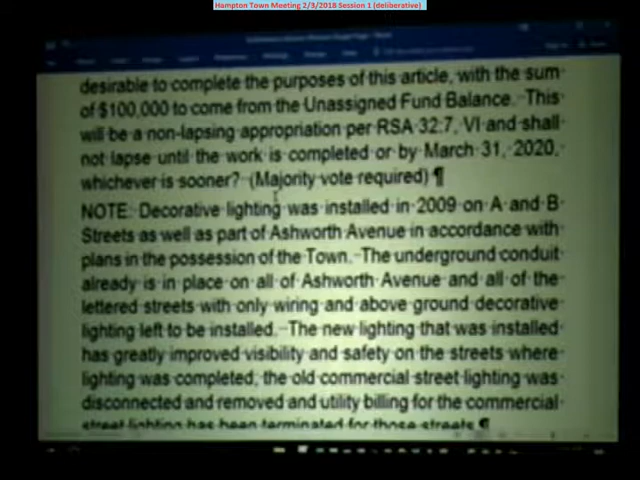 Hampton Town Meeting 2/3/2018 Session 1 (deliberative)
desirable to complete the purposes of this article, with the sum
of $100,000 to come from the Unassigned Fund Balance. This
will be a non-lapsing appropriation per RSA 32:7, VI and shall
not lapse until the work is completed or by March 31, 2020,
whichever is sooner? (Majority vote required) ¶
NOTE: Decorative lighting was installed in 2009 on A and B
Streets as well as part of Ashworth Avenue in accordance with
plans in the possession of the Town. The underground conduit
already is in place on all of Ashworth Avenue and all of the
lettered streets with only wiring and above ground decorative
lighting left to be installed. The new lighting that was installed
has greatly improved visibility and safety on the streets where
lighting was completed; the old commercial street lighting was
disconnected and removed and utility billing for the commercial
street lighting has been terminated for those streets ¶